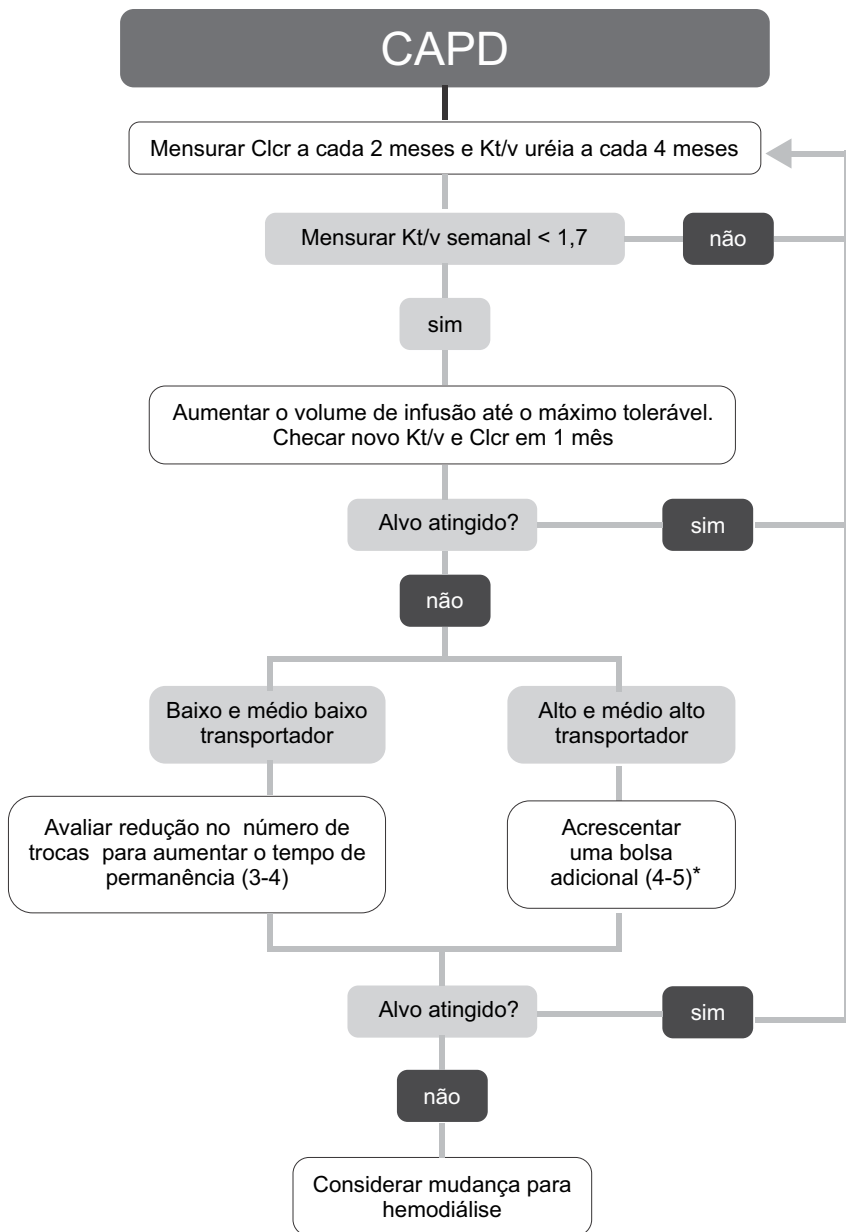 CAPD
Mensurar Clcr a cada 2 meses e Kt/v uréia a cada 4 meses
Mensurar Kt/v semanal < 1,7
não
sim
Aumentar o volume de infusão até o máximo tolerável.
Checar novo Kt/v e Clcr em 1 mês
Alvo atingido?
sim
não
Baixo e médio baixo
transportador
Alto e médio alto
transportador
Avaliar redução no número de
trocas para aumentar o tempo de
permanência (3-4)
Acrescentar
uma bolsa
adicional (4-5)*
Alvo atingido?
sim
não
Considerar mudança para
hemodiálise